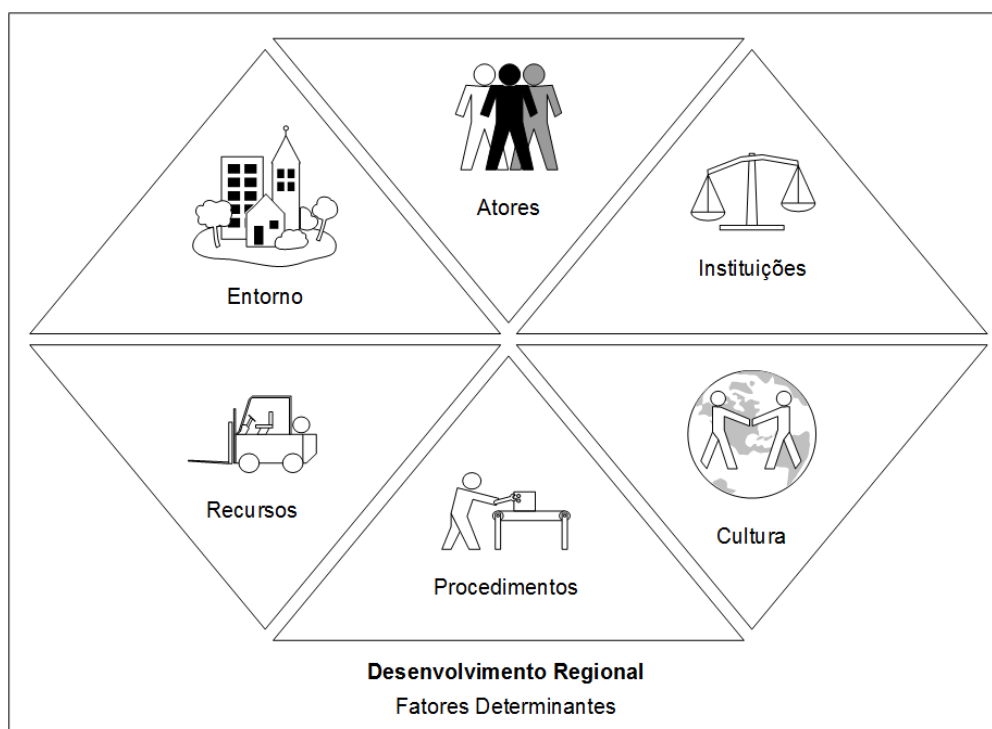 Atores
Entorno
Instituições
Recursos
Procedimentos
Cultura
Desenvolvimento Regional
Fatores Determinantes